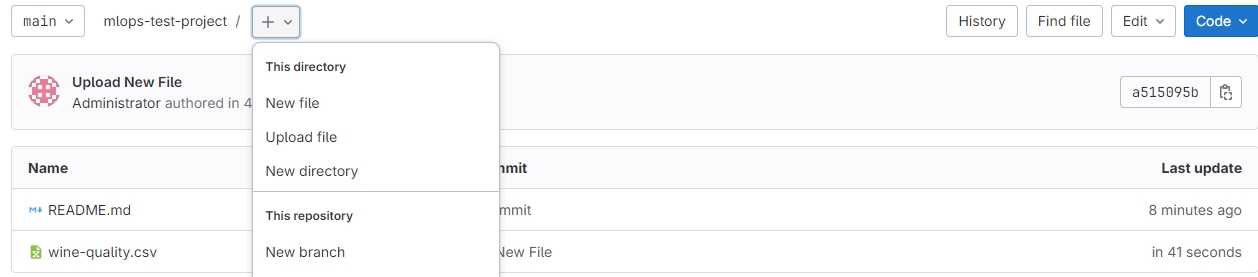 main mlops-test-project / + History Find file Edit Code
This directory
Upload New File
Administrator authored in 4
a515095b
New file
Upload file
New directory
Name mmit Last update
README.md mmit 8 minutes ago
This repository
wine-quality.csv New File in 41 seconds
New branch